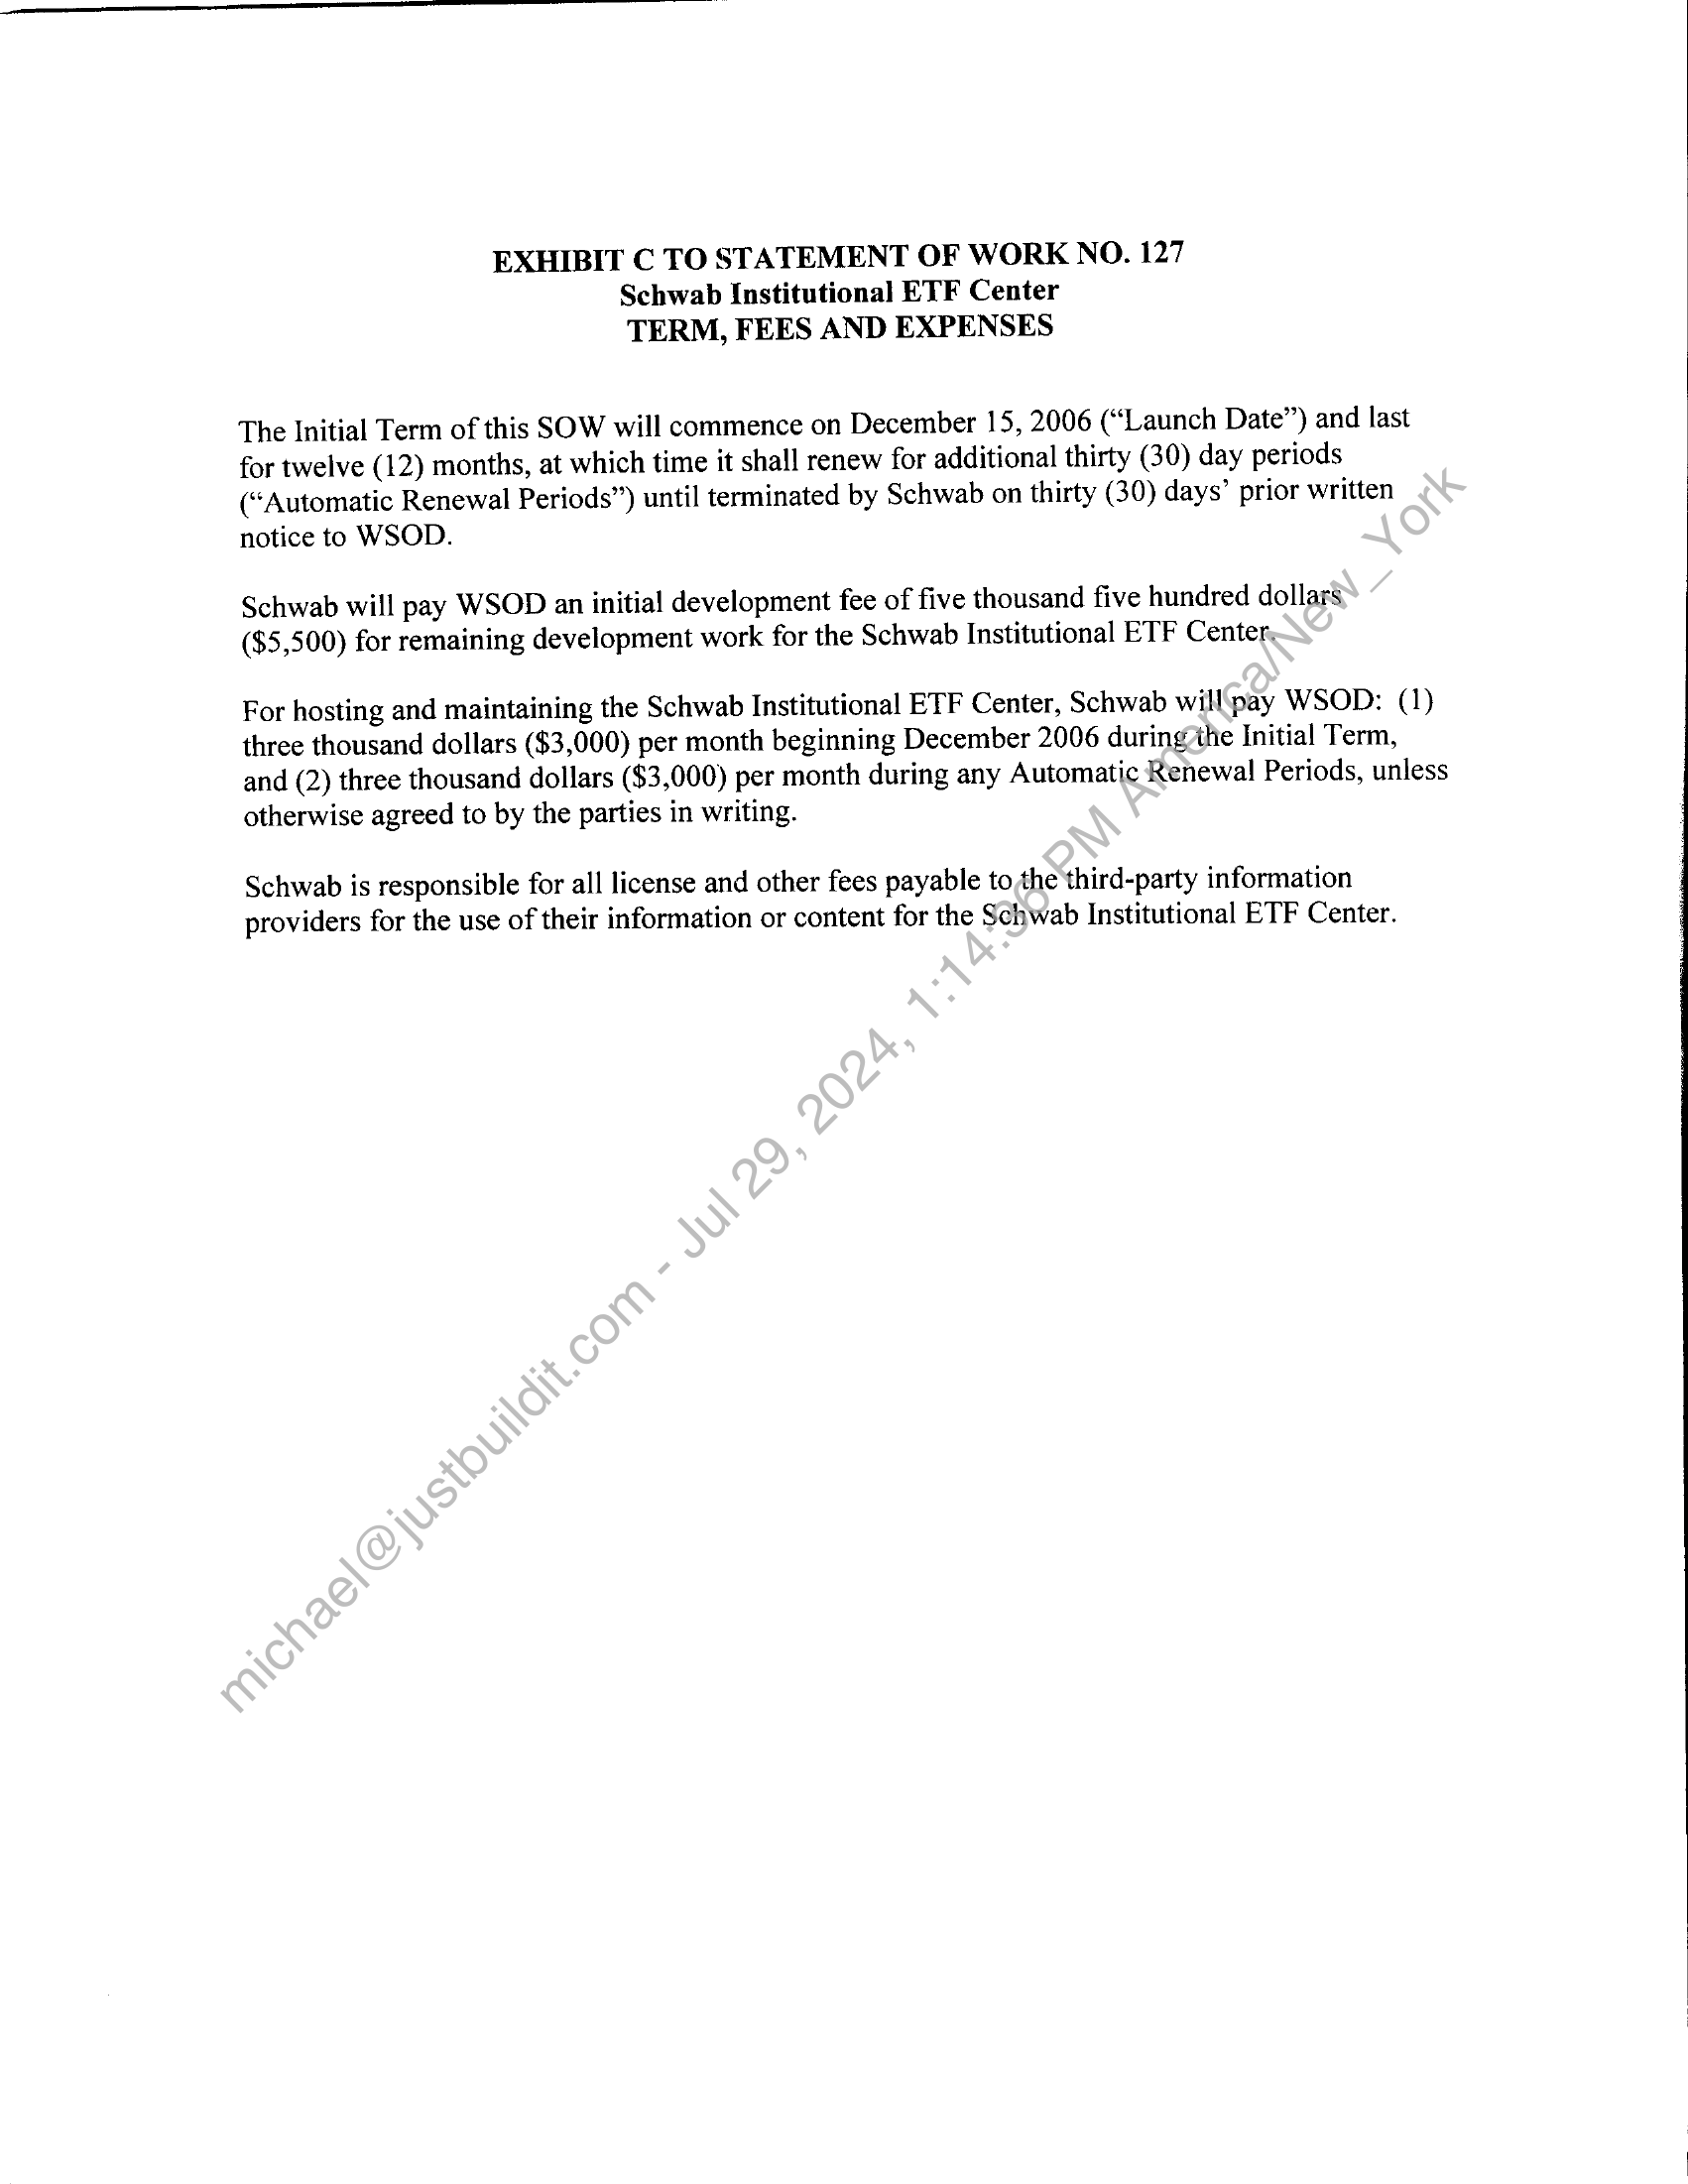 EXHIBIT C TO STATEMENT OF WORK NO. 127
Schwab Institutional ETF Center
TERM, FEES AND EXPENSES
The Initial Term of this SOW will commence on December 15, 2006 (“Launch Date”) and last
for twelve (12) months, at which time it shall renew for additional thirty (30) day periods
(“Automatic Renewal Periods”) until terminated by Schwab on thirty (30) days’ prior written
notice to WSOD.
Schwab will pay WSOD an initial development fee of five thousand five hundred dollars
($5,500) for remaining development work for the Schwab Institutional ETF Center.
For hosting and maintaining the Schwab Institutional ETF Center, Schwab will pay WSOD: (1)
three thousand dollars ($3,000) per month beginning December 2006 during the Initial Term,
and (2) three thousand dollars ($3,000) per month during any Automatic Renewal Periods, unless
otherwise agreed to by the parties in writing.
Schwab is responsible for all license and other fees payable to the third-party information
providers for the use of their information or content for the Schwab Institutional ETF Center.
michael@justbuildit.com - Jul 29, 2024, 1:14:36 PM America/New_York